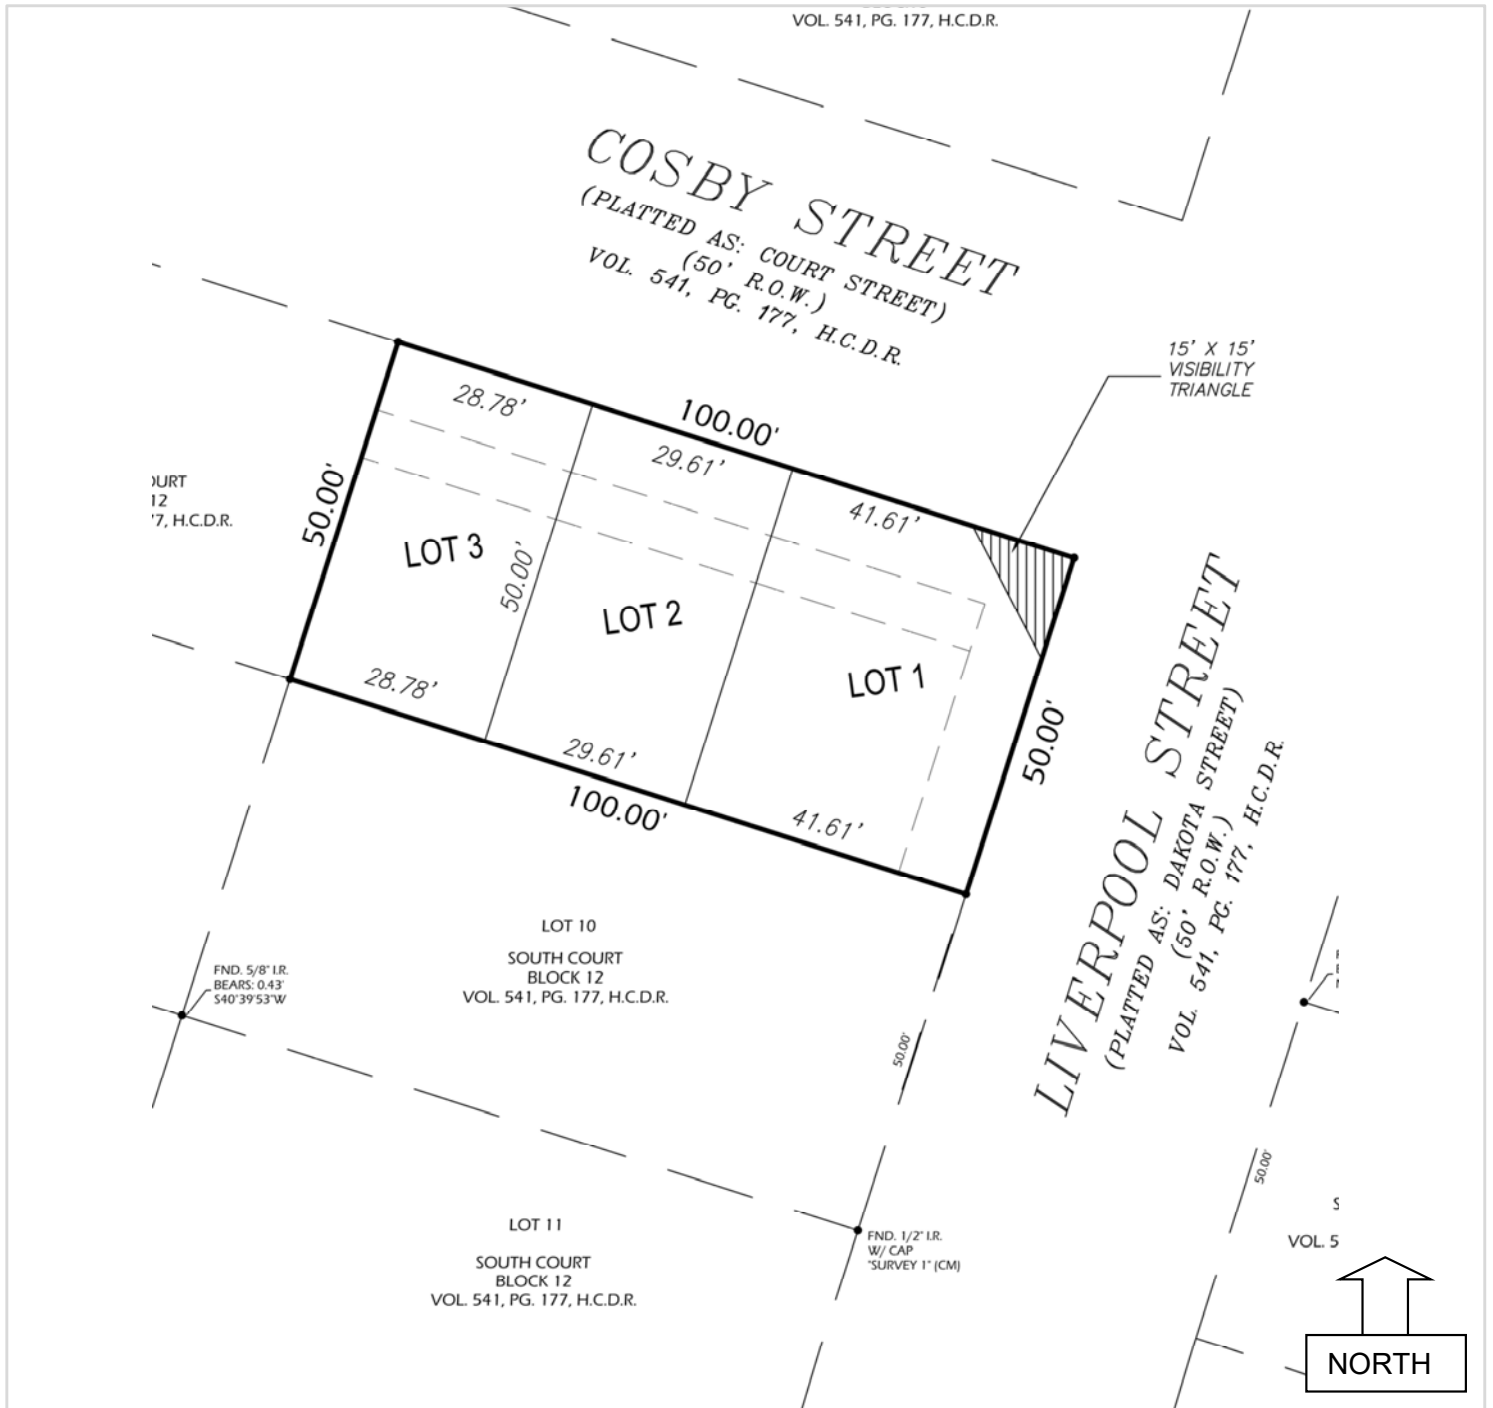 VOL. 541, PG. 177, H.C.D.R.
COSBY STREET
(PLATTED AS: COURT STREET)
(50' R.O.W.)
VOL. 541, PG. 177, H.C.D.R.
15' X 15'
VISIBILITY
TRIANGLE
28.78'
100.00'
29.61'
41.61'
50.00'
LOT 3
50.00'
LOT 2
LOT 1
12
H.C.D.R.
28.78'
29.61'
100.00'
41.61'
50.00'
LIVERPOOL STREET
(PLATTED AS: DAKOTA STREET)
(50' R.O.W.)
VOL. 541, PG. 177, H.C.D.R.
LOT 10
SOUTH COURT
BLOCK 12
VOL. 541, PG. 177, H.C.D.R.
FND. 5/8" I.R.
BEARS: 0.43'
S40°39'53"W
50.00'
LOT 11
SOUTH COURT
BLOCK 12
VOL. 541, PG. 177, H.C.D.R.
FND. 1/2" I.R.
W/ CAP
"SURVEY 1" (CM)
50.00'
VOL. 5
NORTH